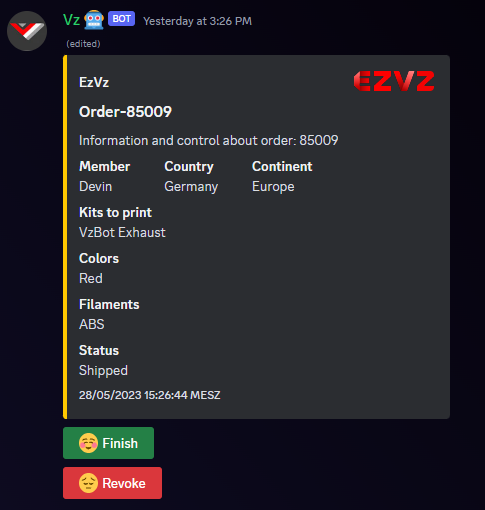 Vz BOT Yesterday at 3:26 PM
(edited)
EzVz
EZVZ
Order-85009
Information and control about order: 85009
Member Country Continent
Devin Germany Europe
Kits to print
VzBot Exhaust
Colors
Red
Filaments
ABS
Status
Shipped
28/05/2023 15:26:44 MESZ
Finish
Revoke